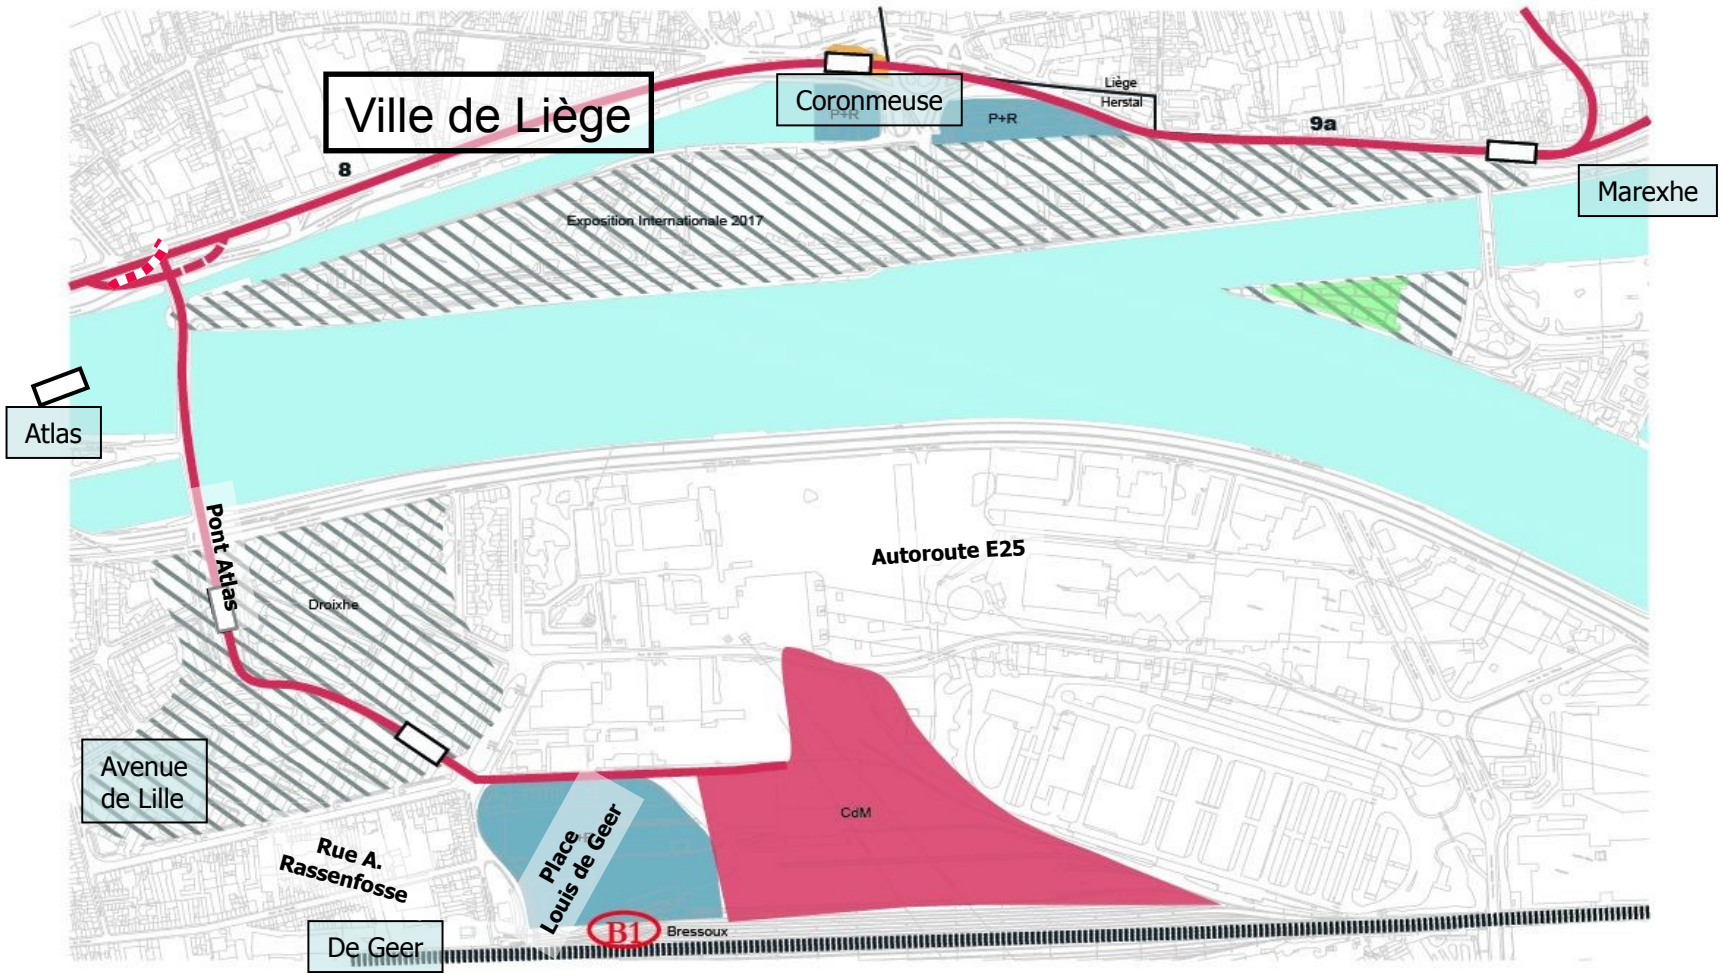 Ville de Liège
Coronmeuse
P+R
P+R
Liège
Herstal
9a
Marexhe
8
Exposition Internationale 2017
Atlas
Pont Atlas
Droixhe
Autoroute E25
Avenue
de Lille
Rue A.
Rassenfosse
Place
Louis de Geer
CdM
De Geer
B1
Bressoux